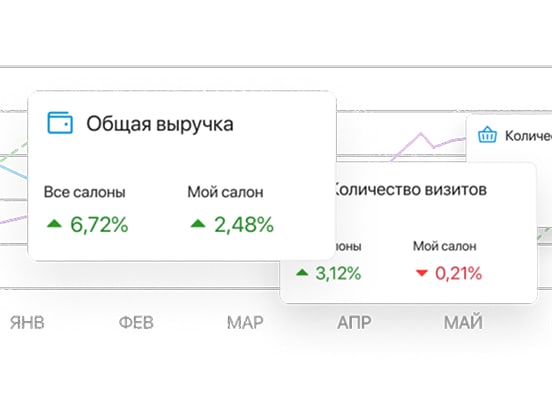 Общая выручка
Все салоны Мой салон
6,72% 2,48%
Количе
Количество визитов
лоны Мой салон
3,12% 0,21%
ЯНВ ФЕВ МАР АПР МАЙ